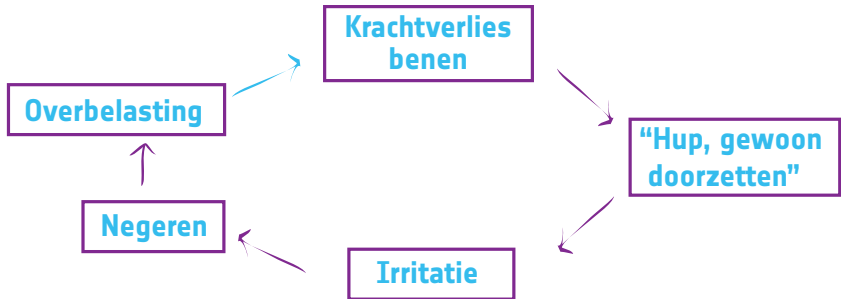 Krachtverlies
benen
Overbelasting
“Hup, gewoon
doorzetten”
Negeren
Irritatie